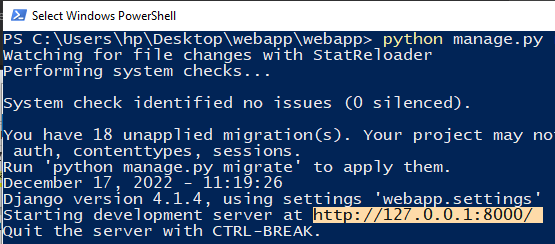 Select Windows PowerShell
PS C:\Users\hp\Desktop\webapp\webapp> python manage.py
Watching for file changes with StatReloader
Performing system checks...
System check identified no issues (0 silenced).
You have 18 unapplied migration(s). Your project may not
auth, contenttypes, sessions.
Run 'python manage.py migrate' to apply them.
December 17, 2022 - 11:19:26
Django version 4.1.4, using settings 'webapp.settings'
Starting development server at http://127.0.0.1:8000/
Quit the server with CTRL-BREAK.